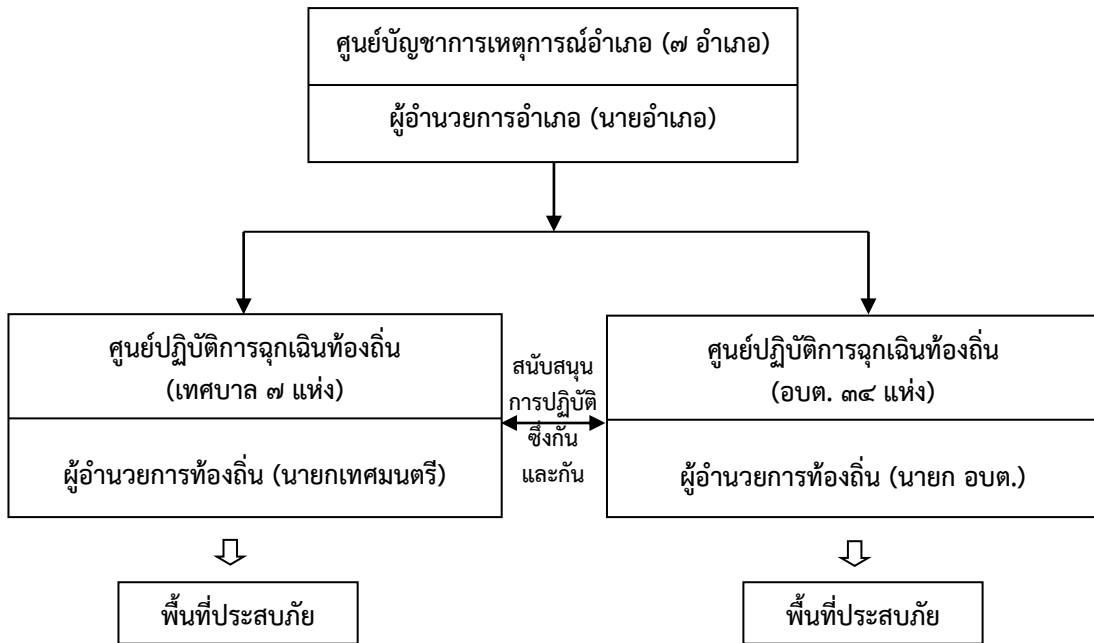 ศูนย์บัญชาการเหตุการณ์อำเภอ (๗ อำเภอ)
ผู้อำนวยการอำเภอ (นายอำเภอ)
ศูนย์ปฏิบัติการฉุกเฉินท้องถิ่น
(เทศบาล ๗ แห่ง)
ผู้อำนวยการท้องถิ่น (นายกเทศมนตรี)
สนับสนุน
การปฏิบัติ
ซึ่งกัน
และกัน
ศูนย์ปฏิบัติการฉุกเฉินท้องถิ่น
(อบต. ๓๔ แห่ง)
ผู้อำนวยการท้องถิ่น (นายก อบต.)
พื้นที่ประสบภัย
พื้นที่ประสบภัย